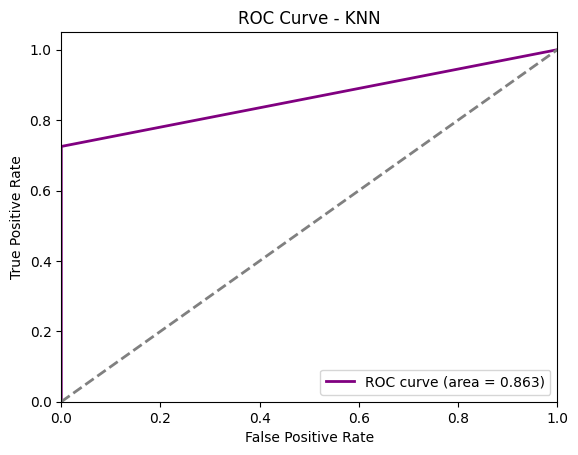 ROC Curve - KNN
True Positive Rate
1.0
0.8
0.6
0.4
0.2
0.0
ROC curve (area = 0.863)
0.0 0.2 0.4 0.6 0.8 1.0
False Positive Rate